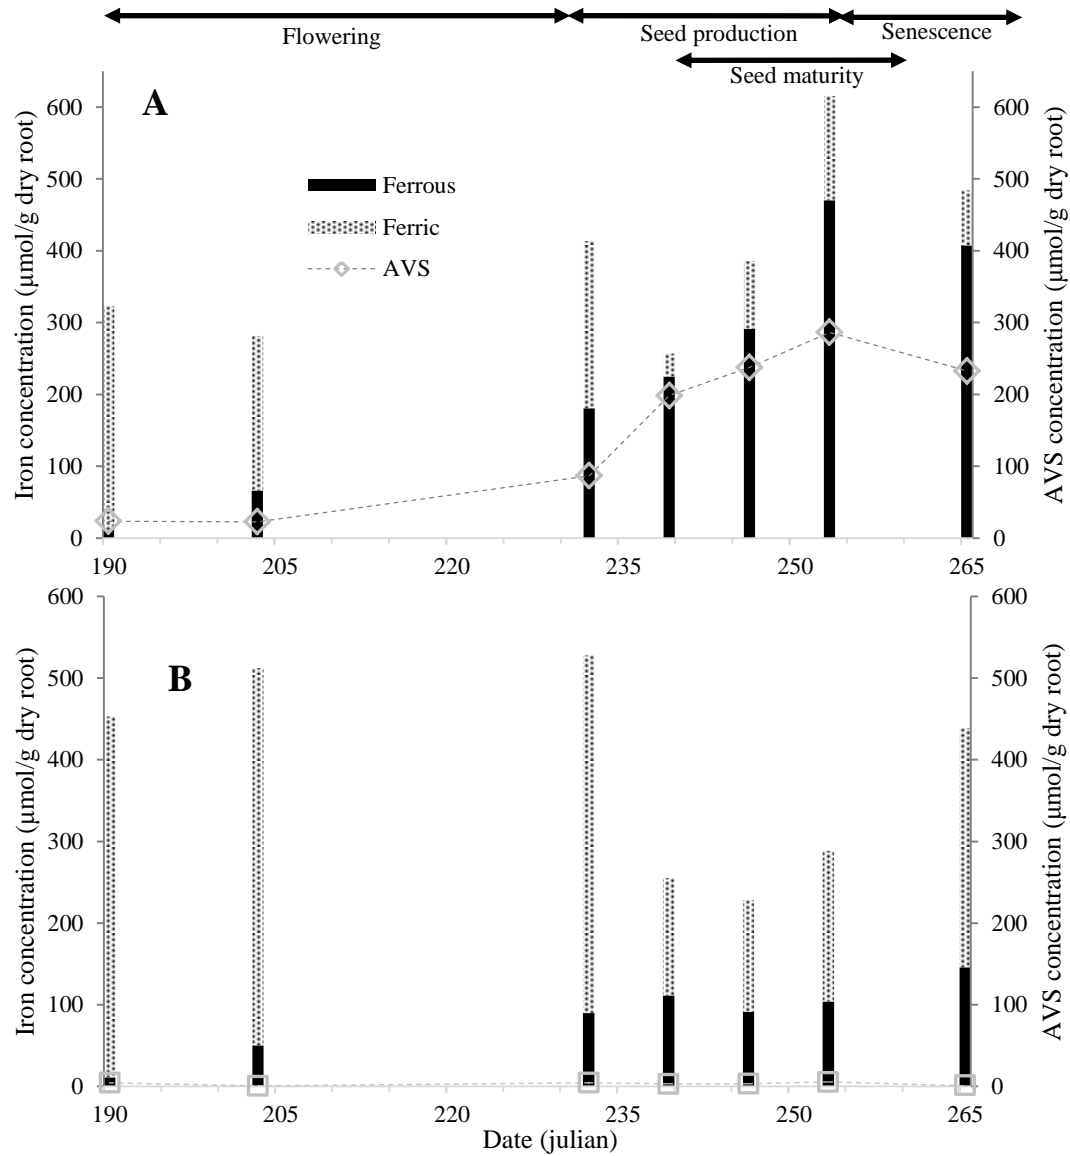 Flowering
Seed production
Senescence
Seed maturity
A
Iron concentration (µmol/g dry root)
600
500
400
300
200
100
0
Ferrous
Ferric
AVS
600
500
400
300
200
100
0
AVS concentration (µmol/g dry root)
190 205 220 235 250 265
B
Iron concentration (µmol/g dry root)
600
500
400
300
200
100
0
600
500
400
300
200
100
0
AVS concentration (µmol/g dry root)
190 205 220 235 250 265
Date (julian)